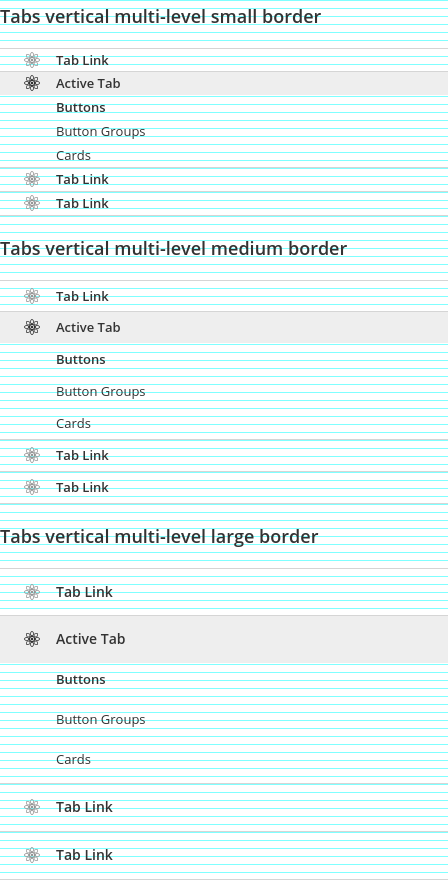 Tabs vertical multi-level small border
Tab Link
Active Tab
Buttons
Button Groups
Cards
Tab Link
Tab Link
Tabs vertical multi-level medium border
Tab Link
Active Tab
Buttons
Button Groups
Cards
Tab Link
Tab Link
Tabs vertical multi-level large border
Tab Link
Active Tab
Buttons
Button Groups
Cards
Tab Link
Tab Link